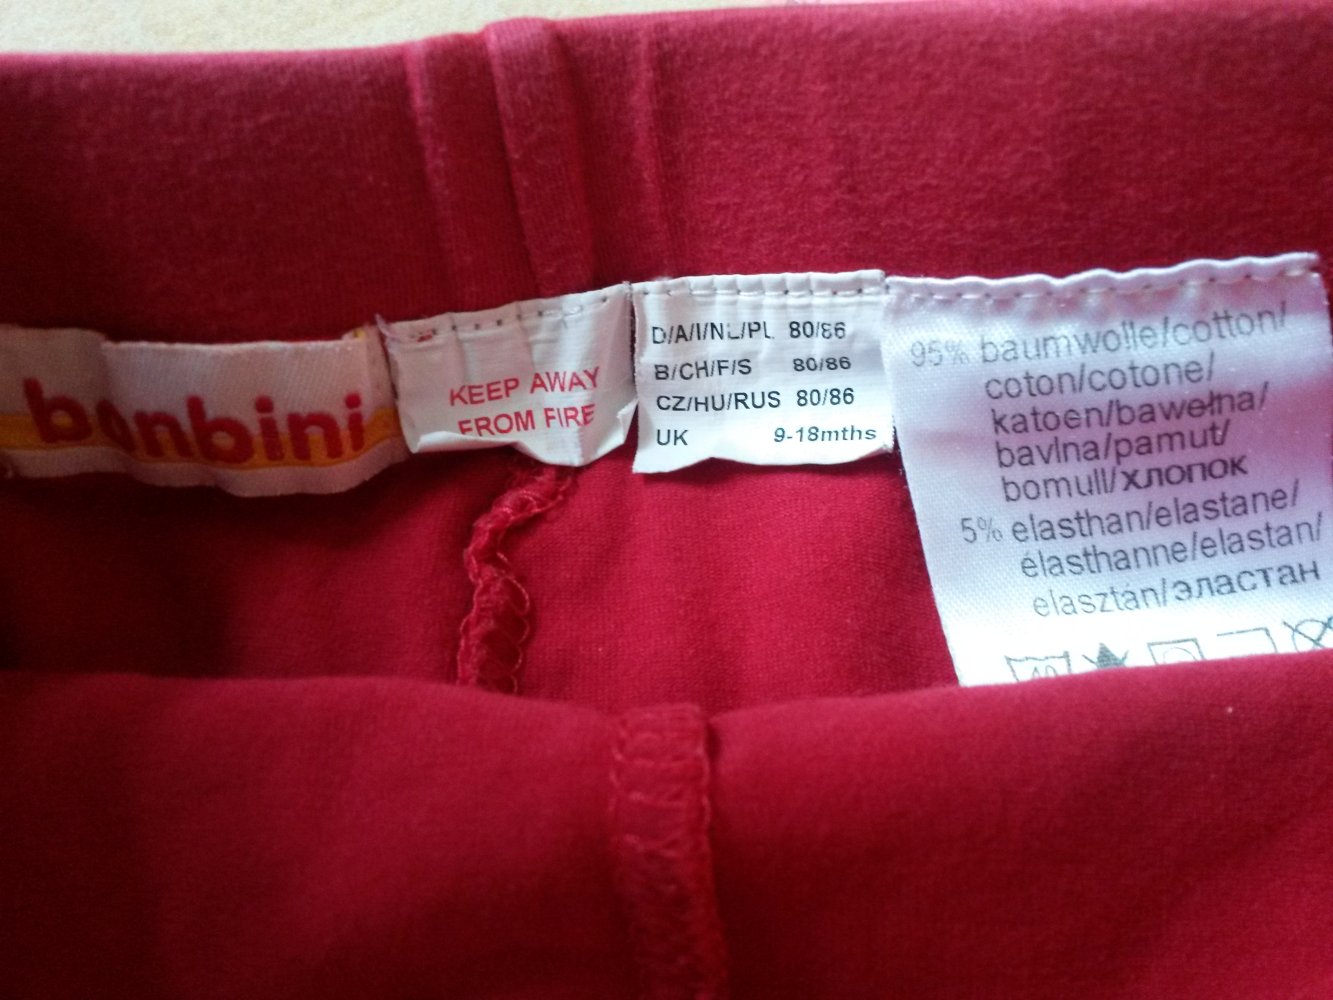 bonbini
KEEP AWAY
FROM FIRE
D/A/I/NL/PL 80/86
B/CH/F/S 80/86
CZ/HU/RUS 80/86
UK 9-18mths
95% baumwolle/cotton/
coton/cotone/
katoen/bawełna/
bavlna/pamut/
bomull/хлопок
5% elasthan/elastane/
élasthanne/elastan/
elasztán/эластан
40